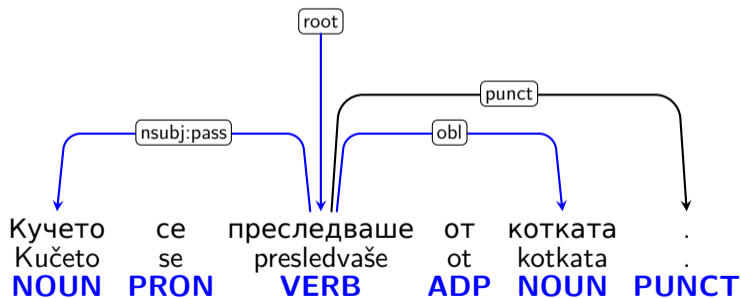 root
punct
nsubj:pass obl
Кучето се преследваше от котката .
Kučeto se presledvaše ot kotkata .
NOUN PRON VERB ADP NOUN PUNCT